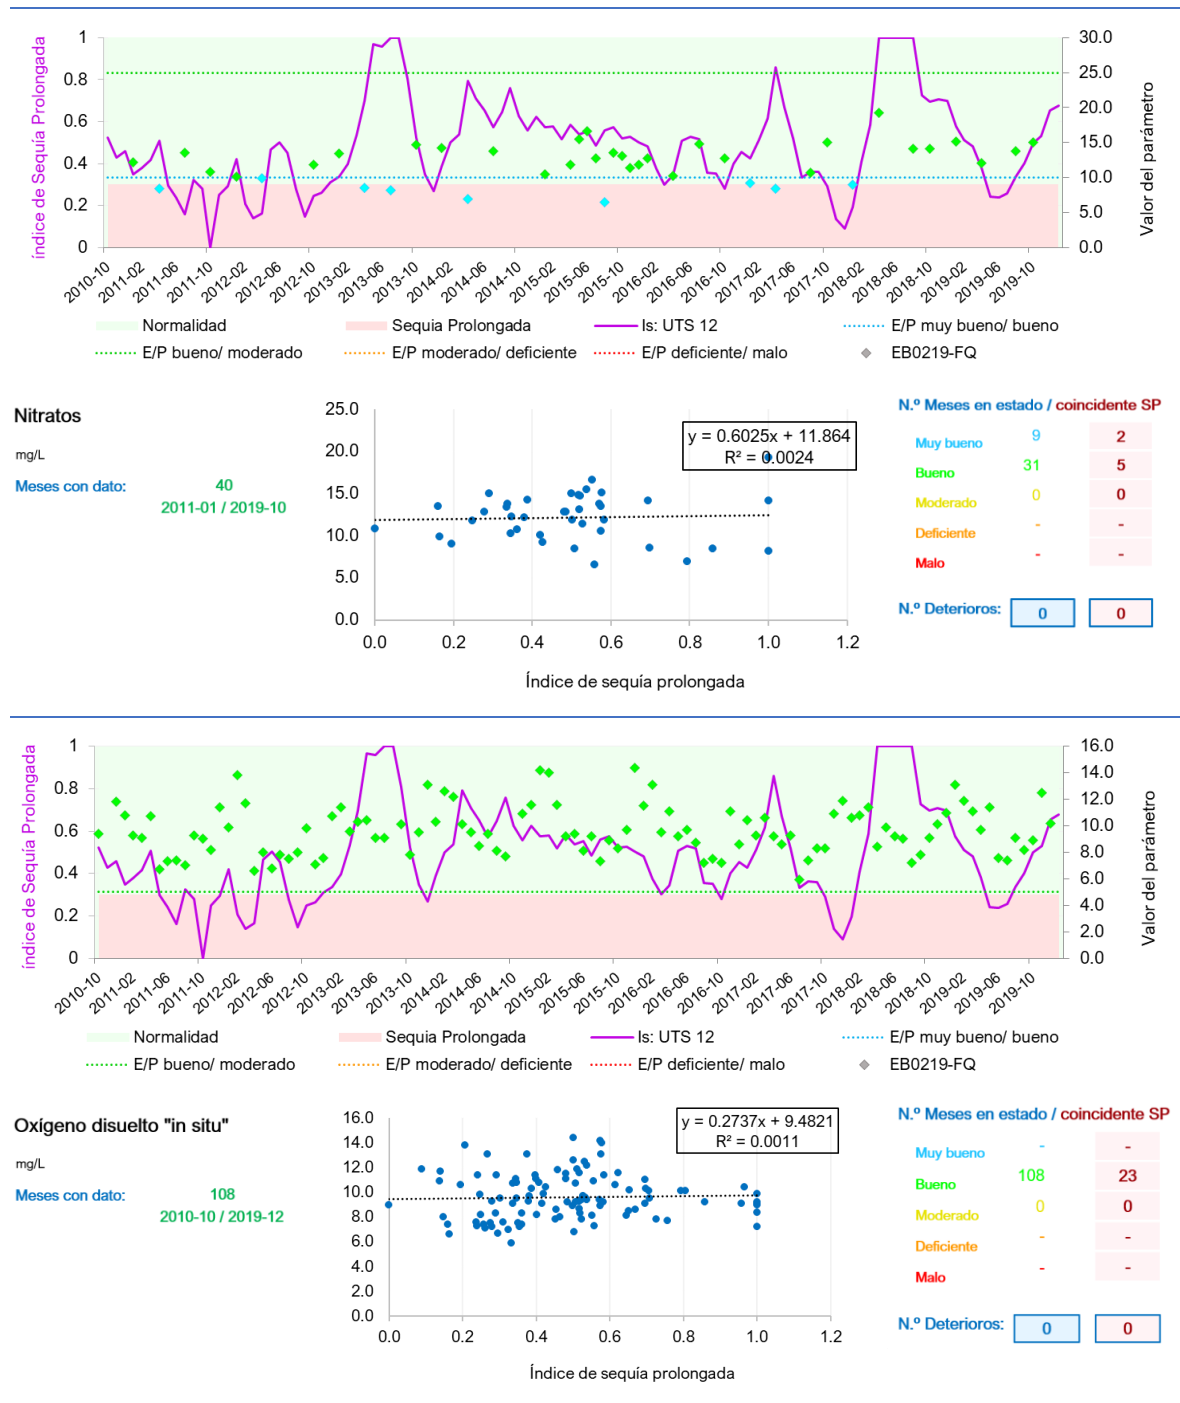 índice de Sequía Prolongada
1
0.8
0.6
0.4
0.2
0
30.0
25.0
20.0
15.0
10.0
5.0
0.0
Valor del parámetro
2010-10 2011-02 2011-06 2011-10 2012-02 2012-06 2012-10 2013-02 2013-06 2013-10 2014-02 2014-06 2014-10 2015-02 2015-06 2015-10 2016-02 2016-06 2016-10 2017-02 2017-06 2017-10 2018-02 2018-06 2018-10 2019-02 2019-06 2019-10
Normalidad Sequia Prolongada Is: UTS 12 E/P muy bueno/ bueno
E/P bueno/ moderado E/P moderado/ deficiente E/P deficiente/ malo EB0219-FQ
Nitratos
mg/L
Meses con dato: 40
2011-01 / 2019-10
25.0
20.0
15.0
10.0
5.0
0.0
y = 0.6025x + 11.864
R² = 0.0024
0.0 0.2 0.4 0.6 0.8 1.0 1.2
Índice de sequía prolongada
N.º Meses en estado / coincidente SP
Muy bueno 9 2
Bueno 31 5
Moderado 0 0
Deficiente - -
Malo - -
N.º Deterioros: 0 0
índice de Sequía Prolongada
1
0.8
0.6
0.4
0.2
0
16.0
14.0
12.0
10.0
8.0
6.0
4.0
2.0
0.0
Valor del parámetro
2010-10 2011-02 2011-06 2011-10 2012-02 2012-06 2012-10 2013-02 2013-06 2013-10 2014-02 2014-06 2014-10 2015-02 2015-06 2015-10 2016-02 2016-06 2016-10 2017-02 2017-06 2017-10 2018-02 2018-06 2018-10 2019-02 2019-06 2019-10
Normalidad Sequia Prolongada Is: UTS 12 E/P muy bueno/ bueno
E/P bueno/ moderado E/P moderado/ deficiente E/P deficiente/ malo EB0219-FQ
Oxígeno disuelto "in situ"
mg/L
Meses con dato: 108
2010-10 / 2019-12
16.0
14.0
12.0
10.0
8.0
6.0
4.0
2.0
0.0
y = 0.2737x + 9.4821
R² = 0.0011
0.0 0.2 0.4 0.6 0.8 1.0 1.2
Índice de sequía prolongada
N.º Meses en estado / coincidente SP
Muy bueno - -
Bueno 108 23
Moderado 0 0
Deficiente - -
Malo - -
N.º Deterioros: 0 0